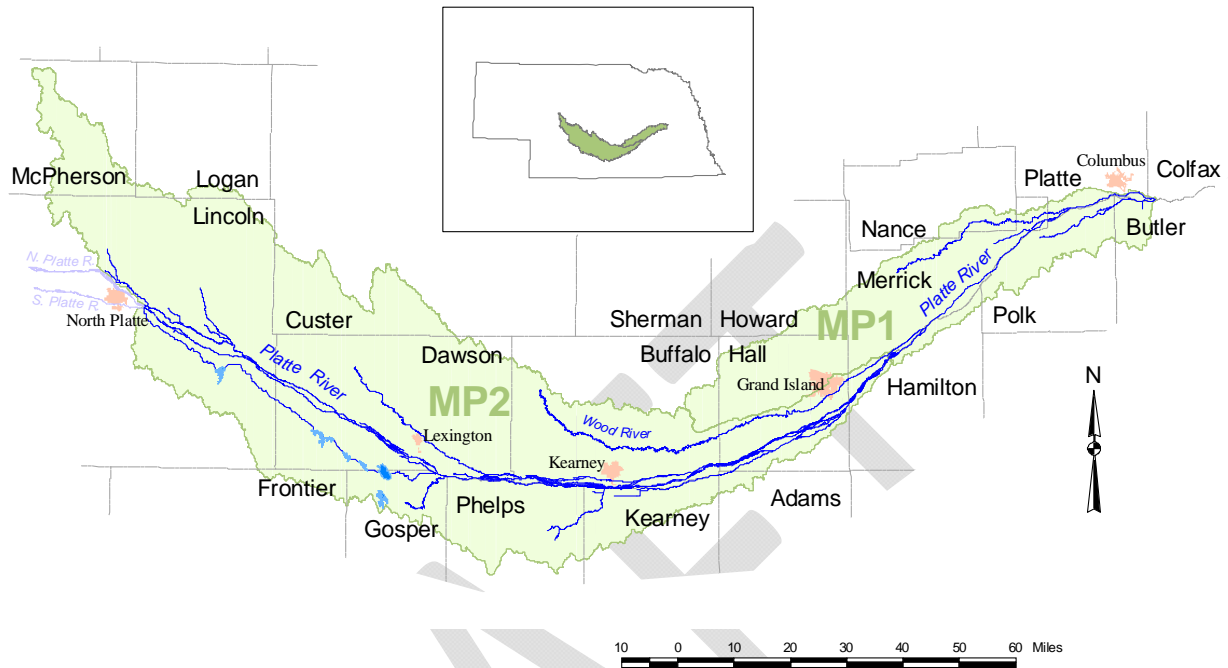 Columbus
Platte
Colfax
McPherson
Logan
Lincoln
Nance
Butler
N. Platte R.
Merrick
Platte River
S. Platte R.
North Platte
Custer
Sherman
Howard
MP1
Polk
Platte River
Dawson
Buffalo
Hall
Grand Island
Hamilton
N
MP2
Wood River
Lexington
Kearney
Frontier
Phelps
Adams
Gosper
Kearney
10 0 10 20 30 40 50 60 Miles